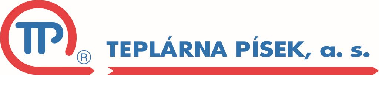 TP ® TEPLÁRNA PÍSEK, a. s.